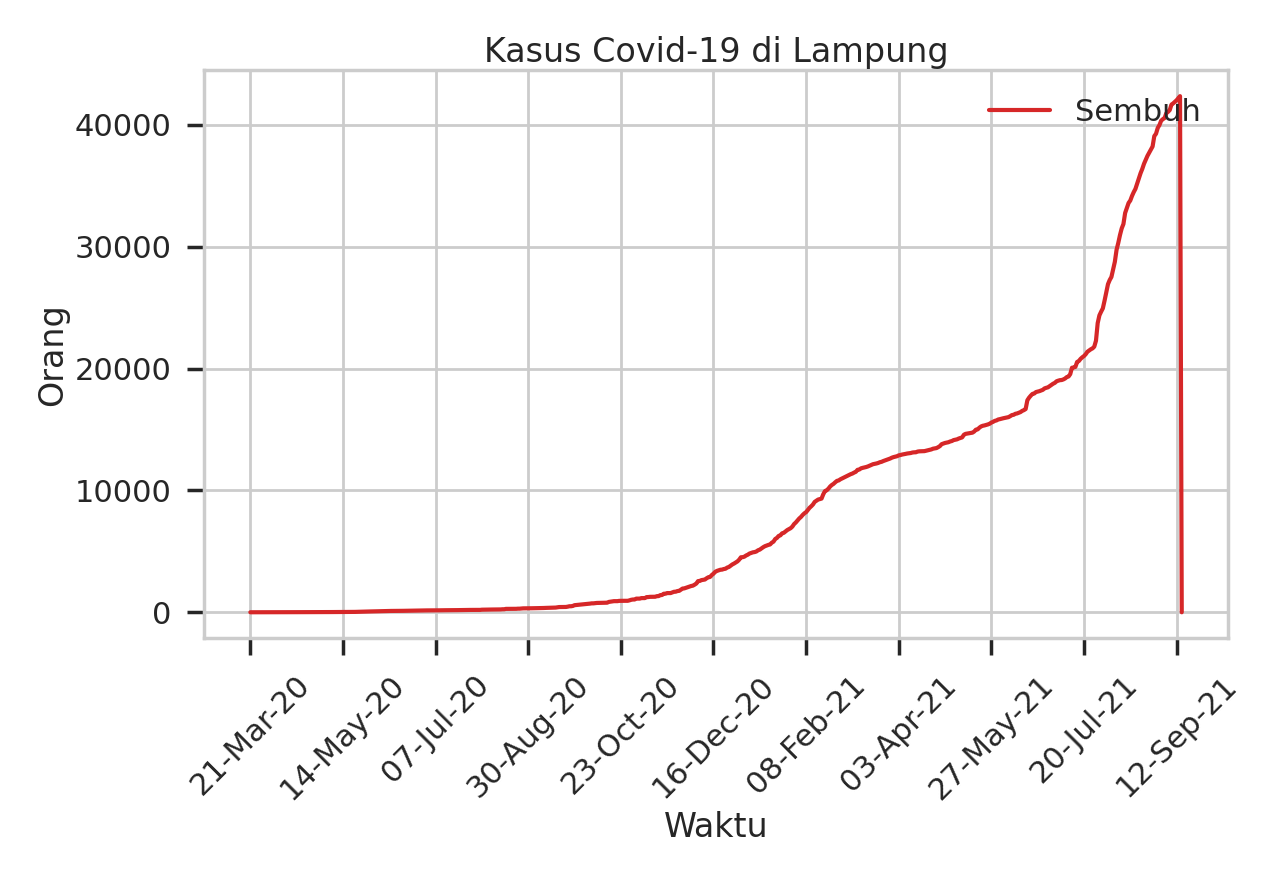 Kasus Covid-19 di Lampung
Sembuh
Orang
40000
30000
20000
10000
0
21-Mar-20
14-May-20
07-Jul-20
30-Aug-20
23-Oct-20
16-Dec-20
08-Feb-21
03-Apr-21
27-May-21
20-Jul-21
12-Sep-21
Waktu